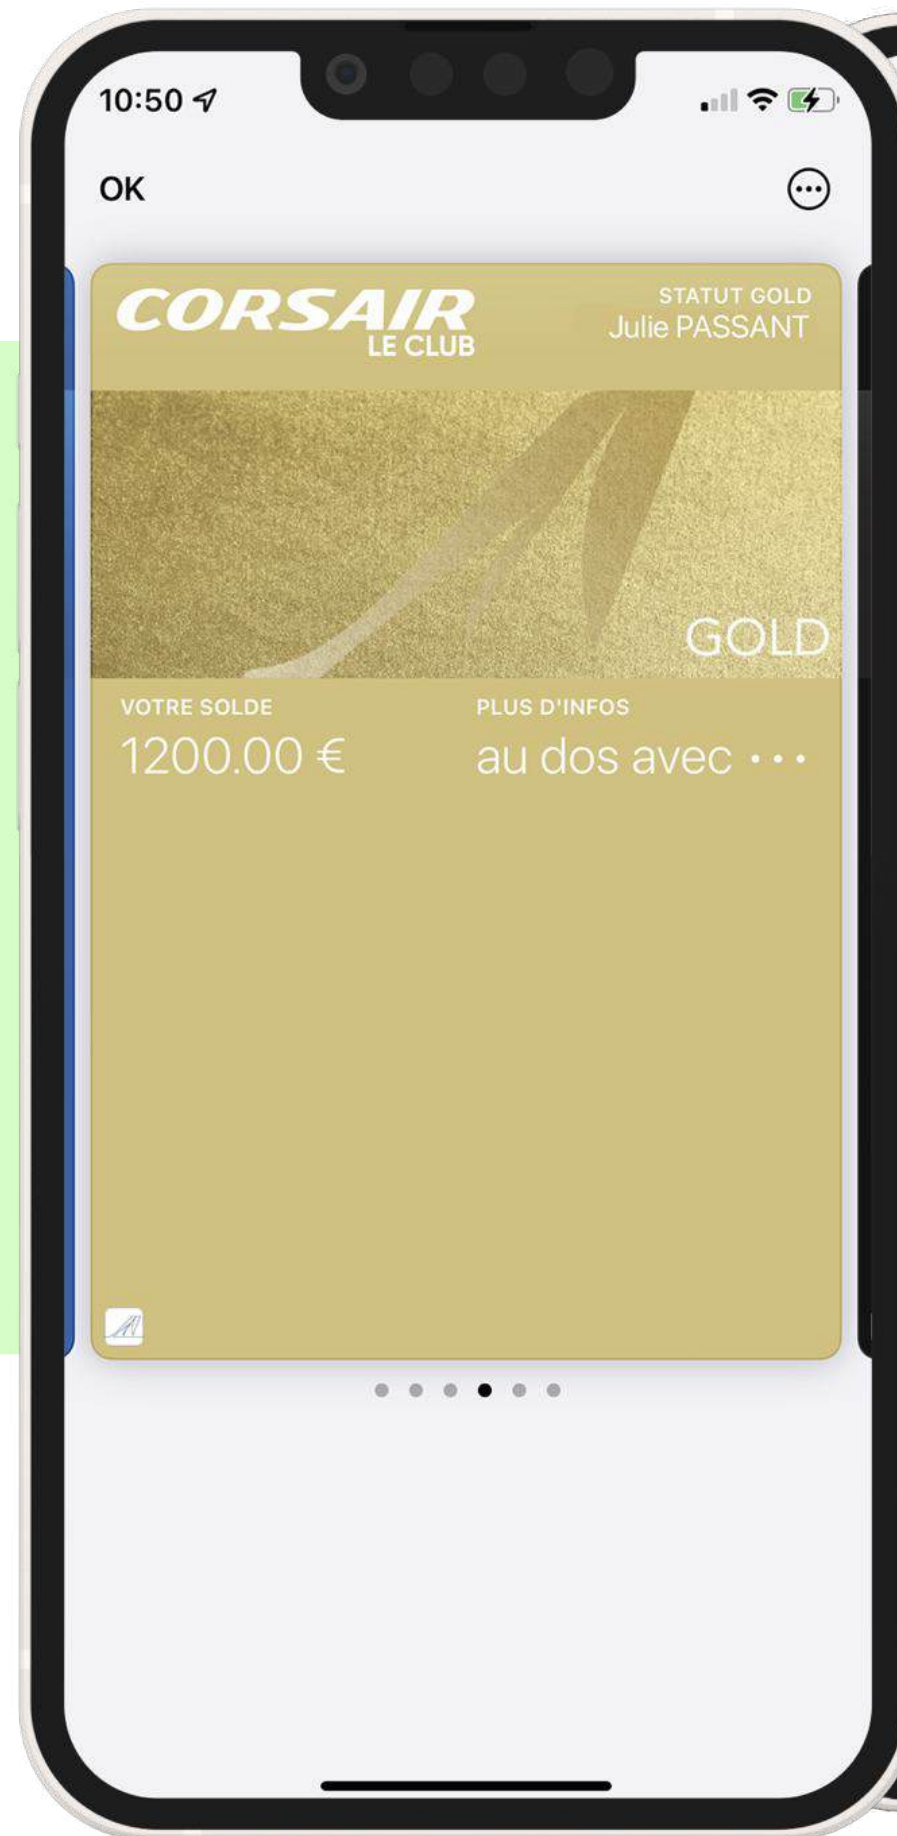 10:50
OK
CORSAIR
LE CLUB
STATUT GOLD
Julie PASSANT
GOLD
VOTRE SOLDE
1200.00 €
PLUS D'INFOS
au dos avec ···